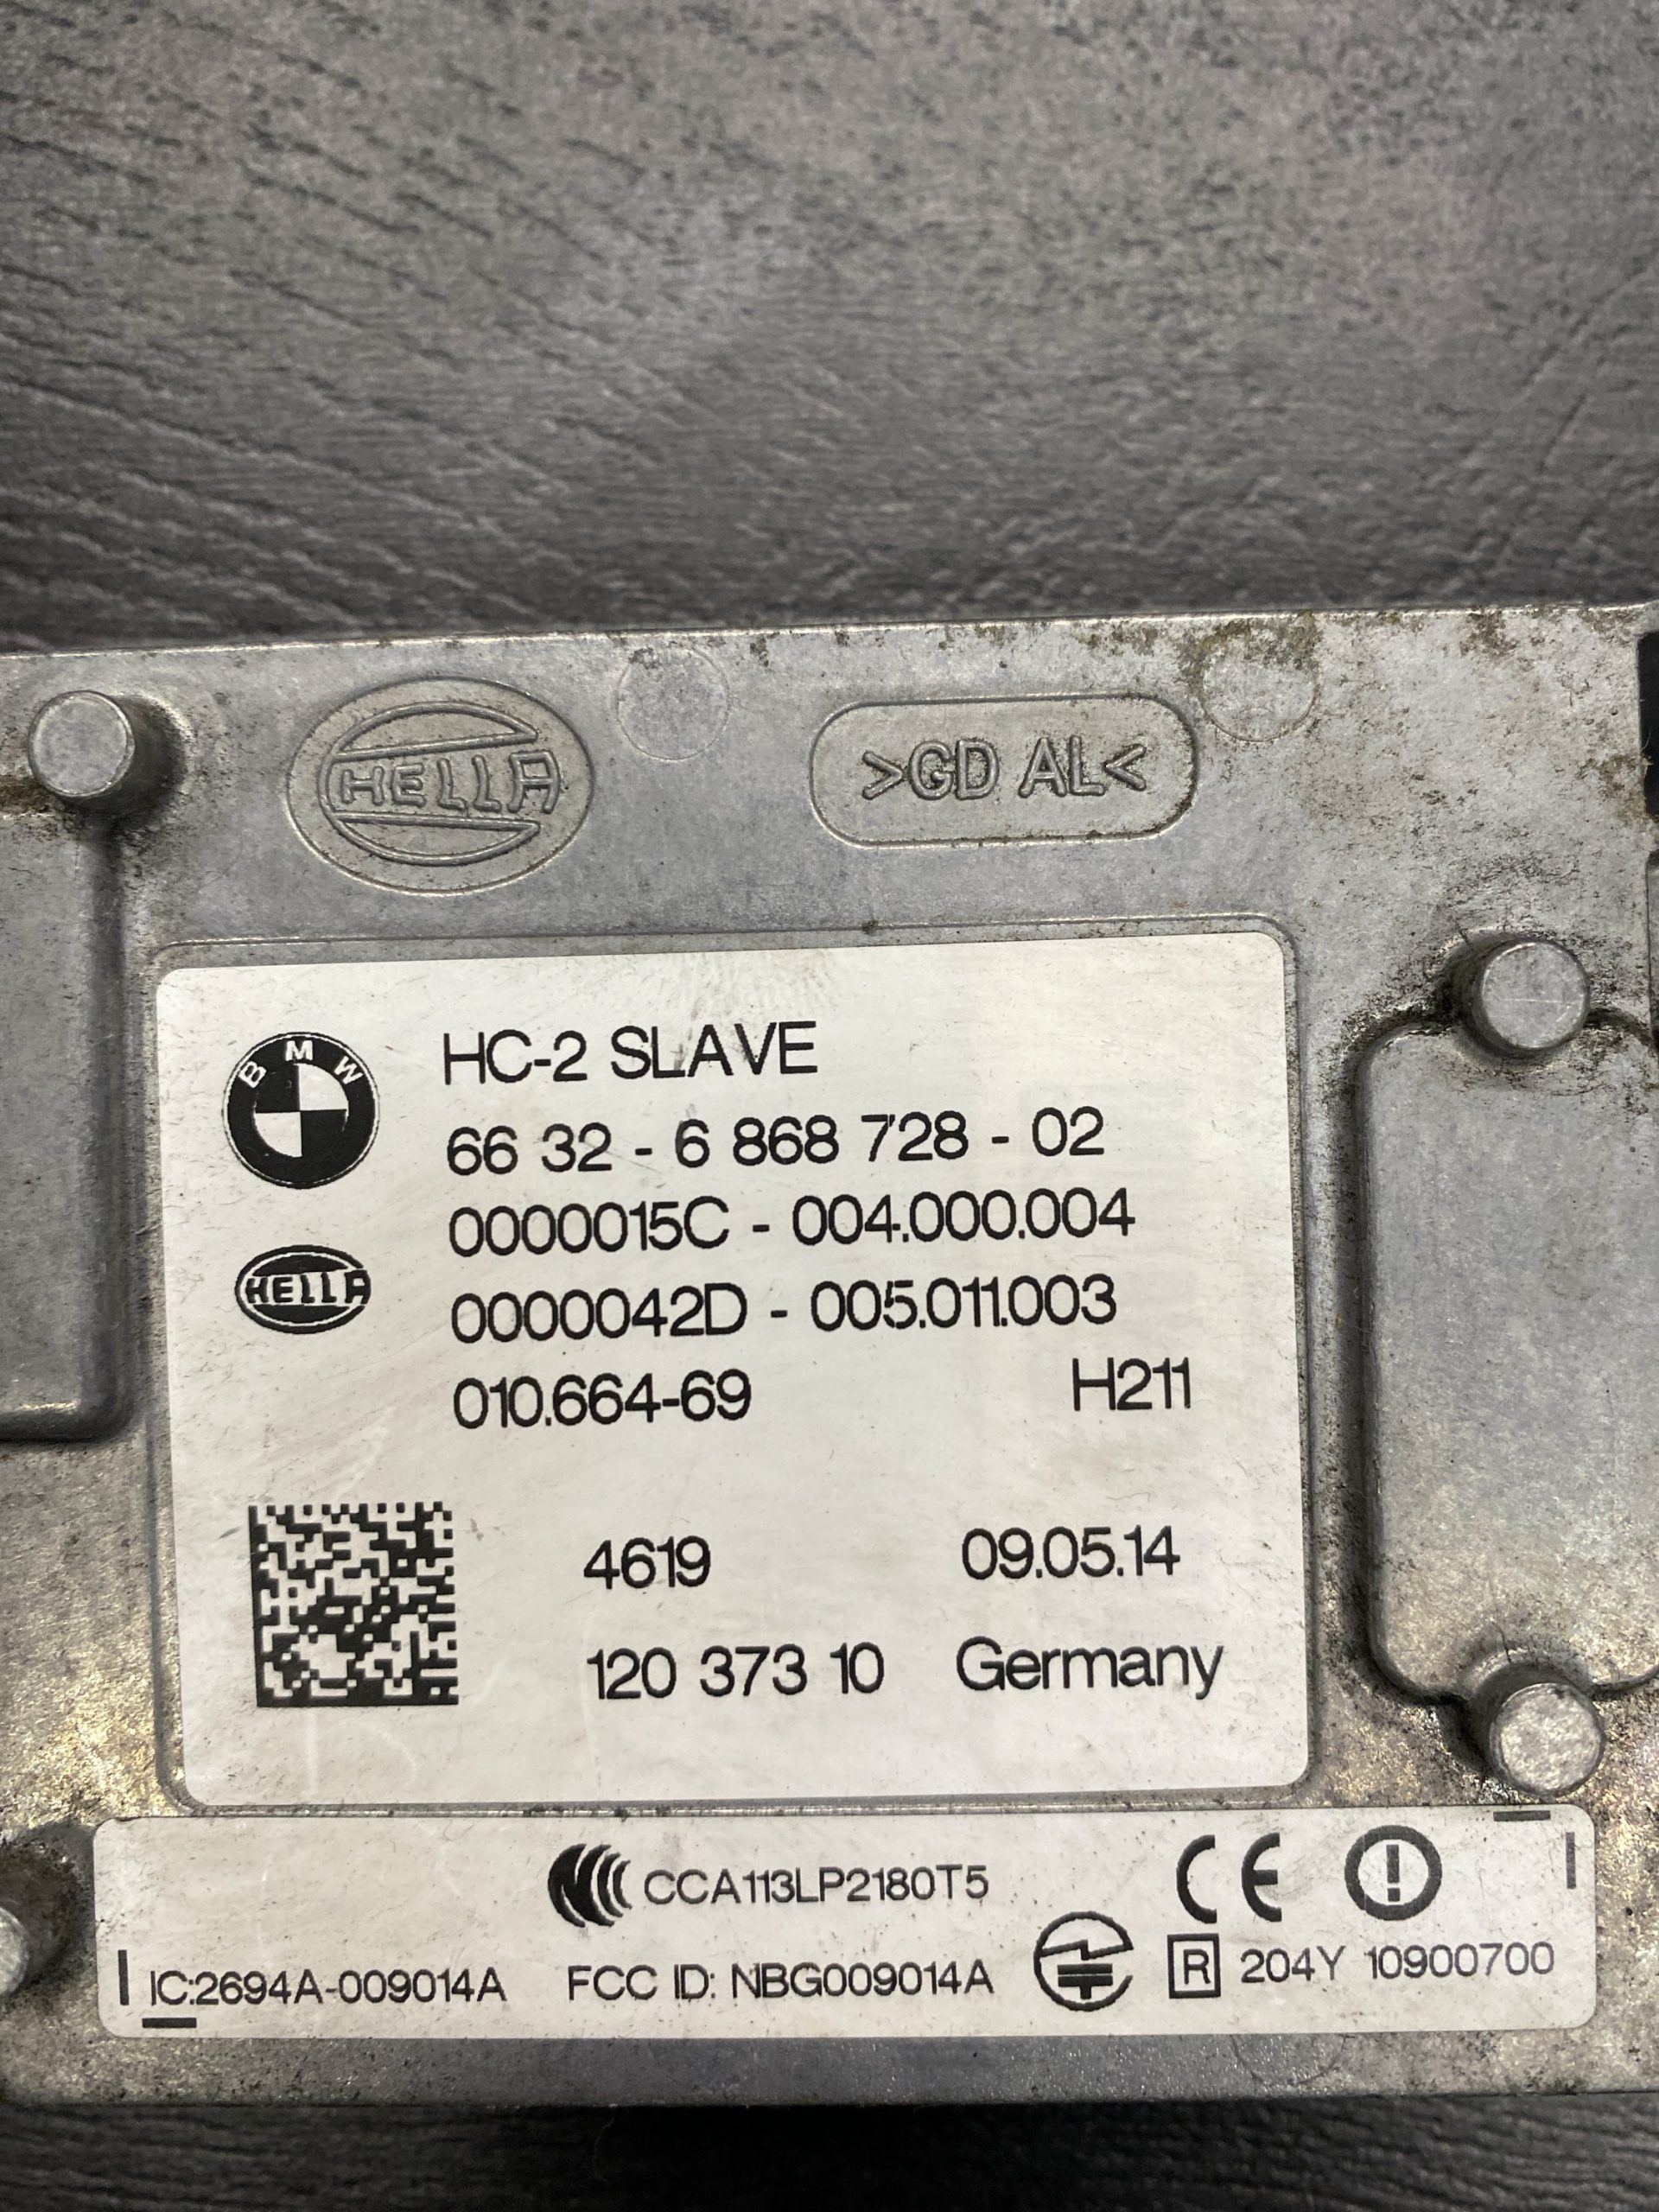 HELLA
>GD AL<
BMW
HC-2 SLAVE
66 32 - 6 868 728 - 02
0000015C - 004.000.004
HELLA
0000042D - 005.011.003
010.664-69 H211
4619 09.05.14
120 373 10 Germany
CCA113LP2180T5 CE
IC:2694A-009014A FCC ID: NBG009014A R 204Y 10900700